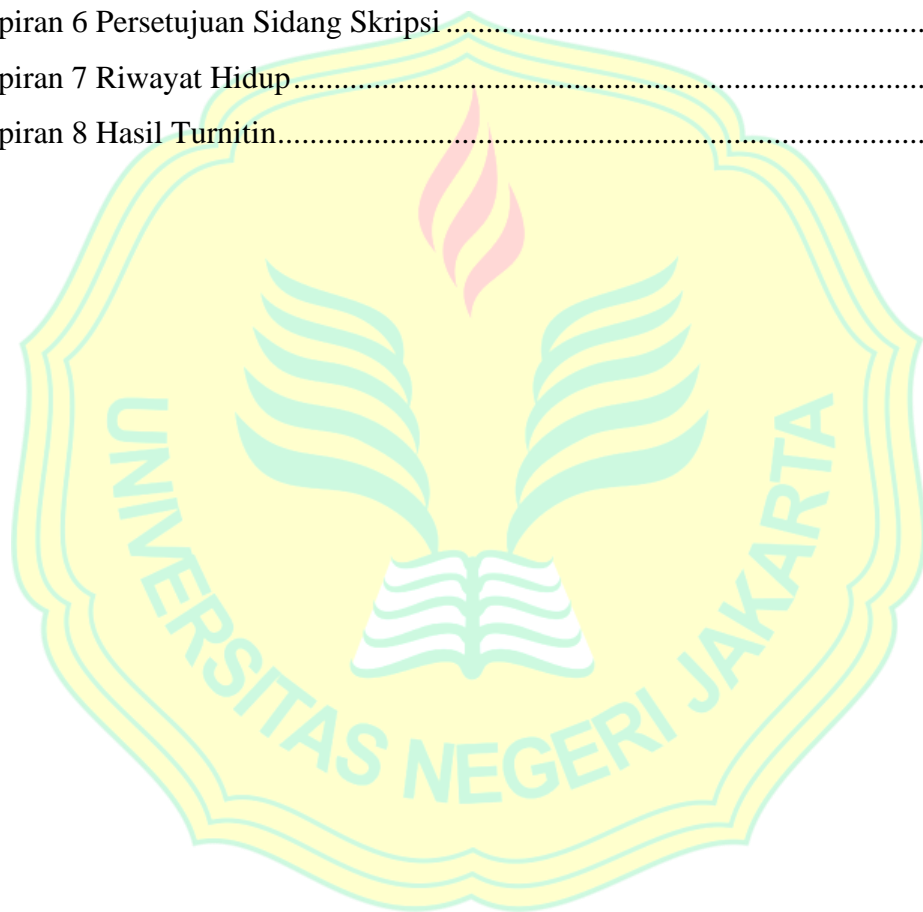 piran 6 Persetujuan Sidang Skripsi ..........................................................
piran 7 Riwayat Hidup..............................................................................
piran 8 Hasil Turnitin................................................................................
UNIVERSITAS NEGERI JAKARTA